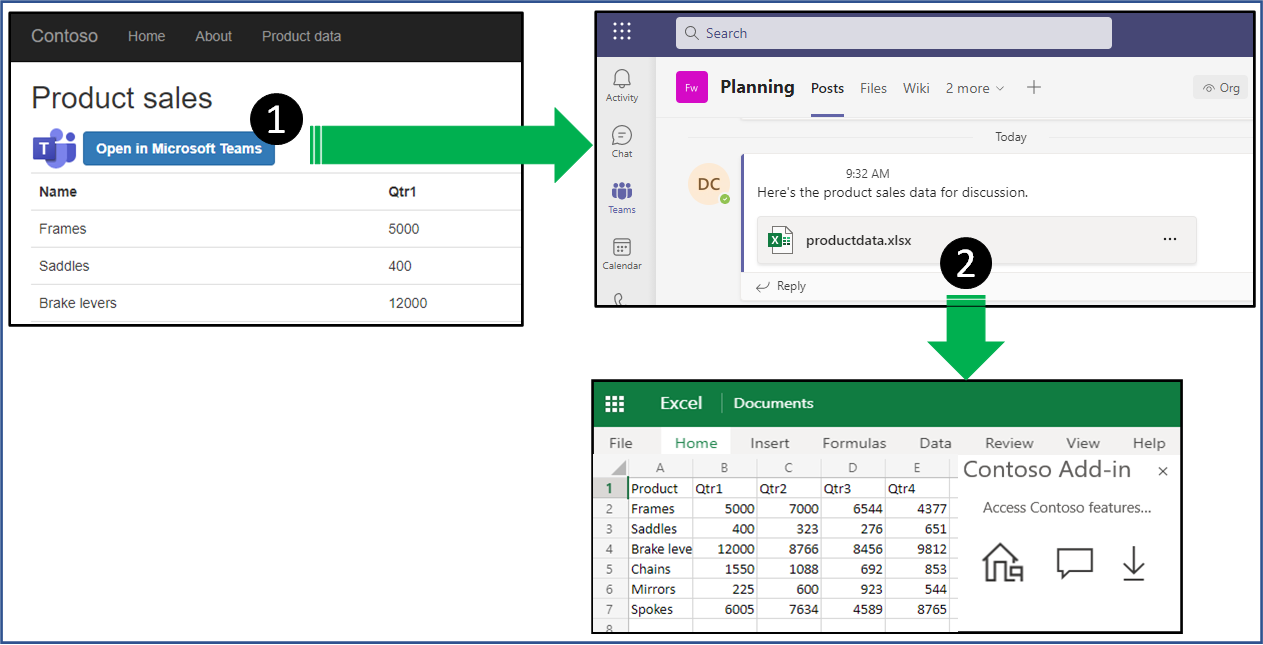 Contoso Home About Product data
Product sales
1
T Open in Microsoft Teams
Name Qtr1
Frames 5000
Saddles 400
Brake levers 12000
Search
Activity
Chat
Teams
Calendar
Fw Planning Posts Files Wiki 2 more Org
Today
DC
9:32 AM
Here's the product sales data for discussion.
productdata.xlsx ...
2
Reply
Excel Documents
File Home Insert Formulas Data Review View Help
A B C D E
1 Product Qtr1 Qtr2 Qtr3 Qtr4
2 Frames 5000 7000 6544 4377
3 Saddles 400 323 276 651
4 Brake leve 12000 8766 8456 9812
5 Chains 1550 1088 692 853
6 Mirrors 225 600 923 544
7 Spokes 6005 7634 4589 8765
8
Contoso Add-in ×
Access Contoso features...